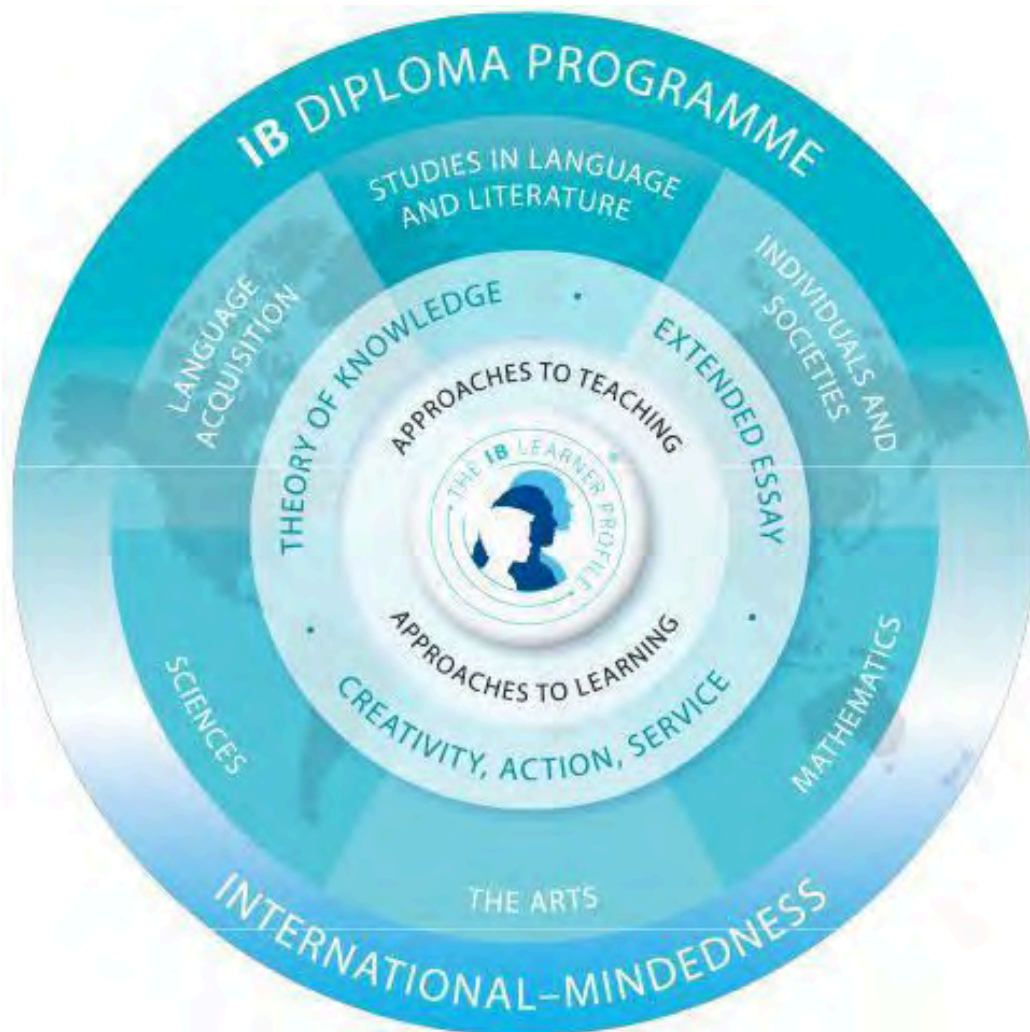 IB DIPLOMA PROGRAMME
STUDIES IN LANGUAGE
AND LITERATURE
LANGUAGE
ACQUISITION
INDIVIDUALS AND
SOCIETIES
THEORY OF KNOWLEDGE
EXTENDED ESSAY
APPROACHES TO TEACHING
THE IB LEARNER PROFILE
APPROACHES TO LEARNING
CREATIVITY, ACTION, SERVICE
SCIENCES
MATHEMATICS
THE ARTS
INTERNATIONAL–MINDEDNESS